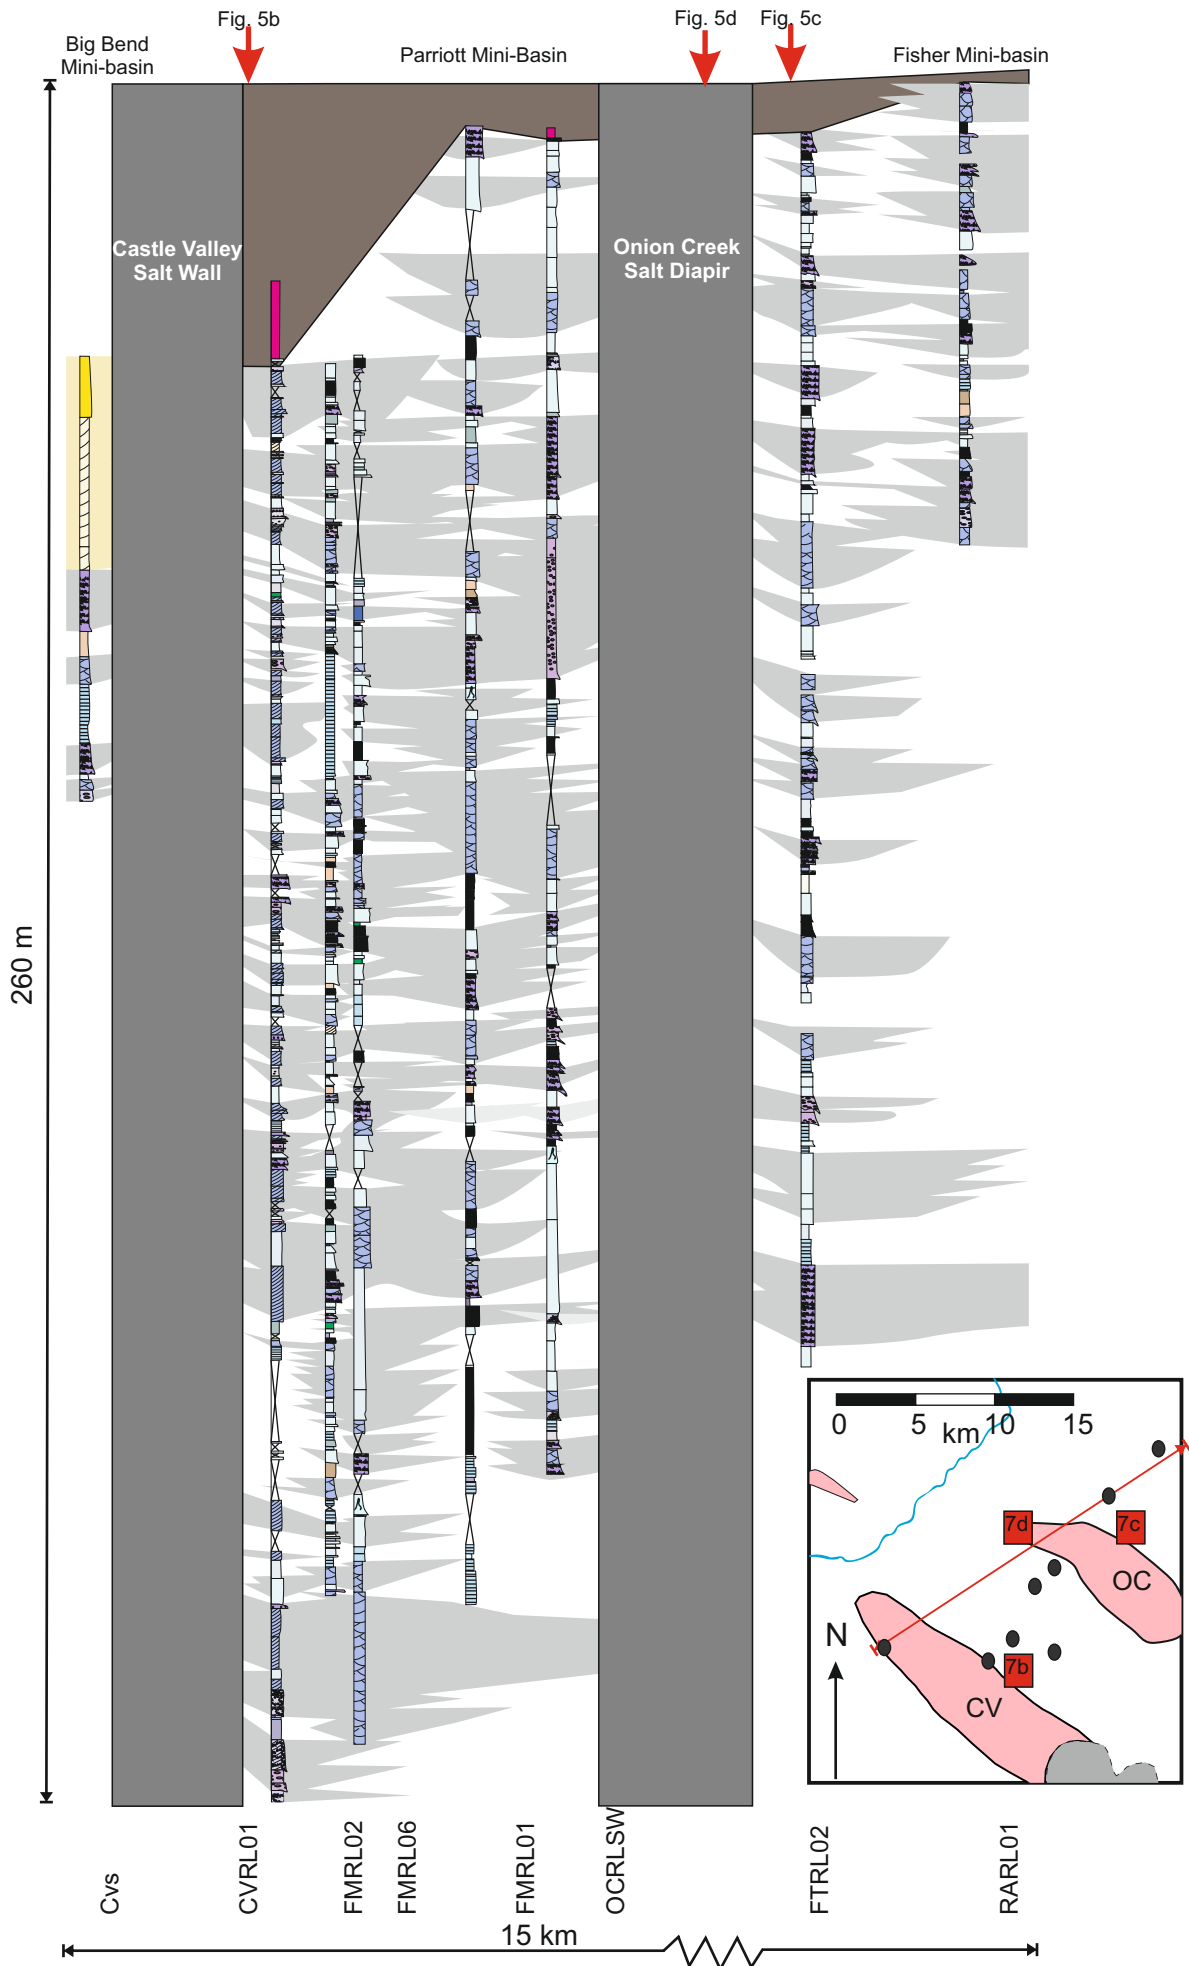 Fig. 5b
Fig. 5d
Fig. 5c
Big Bend
Mini-basin
Parriott Mini-Basin
Fisher Mini-basin
Castle Valley
Salt Wall
Onion Creek
Salt Diapir
260 m
0
5
10
15
km
7d
7c
OC
N
7b
CV
Cvs
CVRL01
FMRL02
FMRL06
FMRL01
OCRLSW
FTRL02
RARL01
15 km